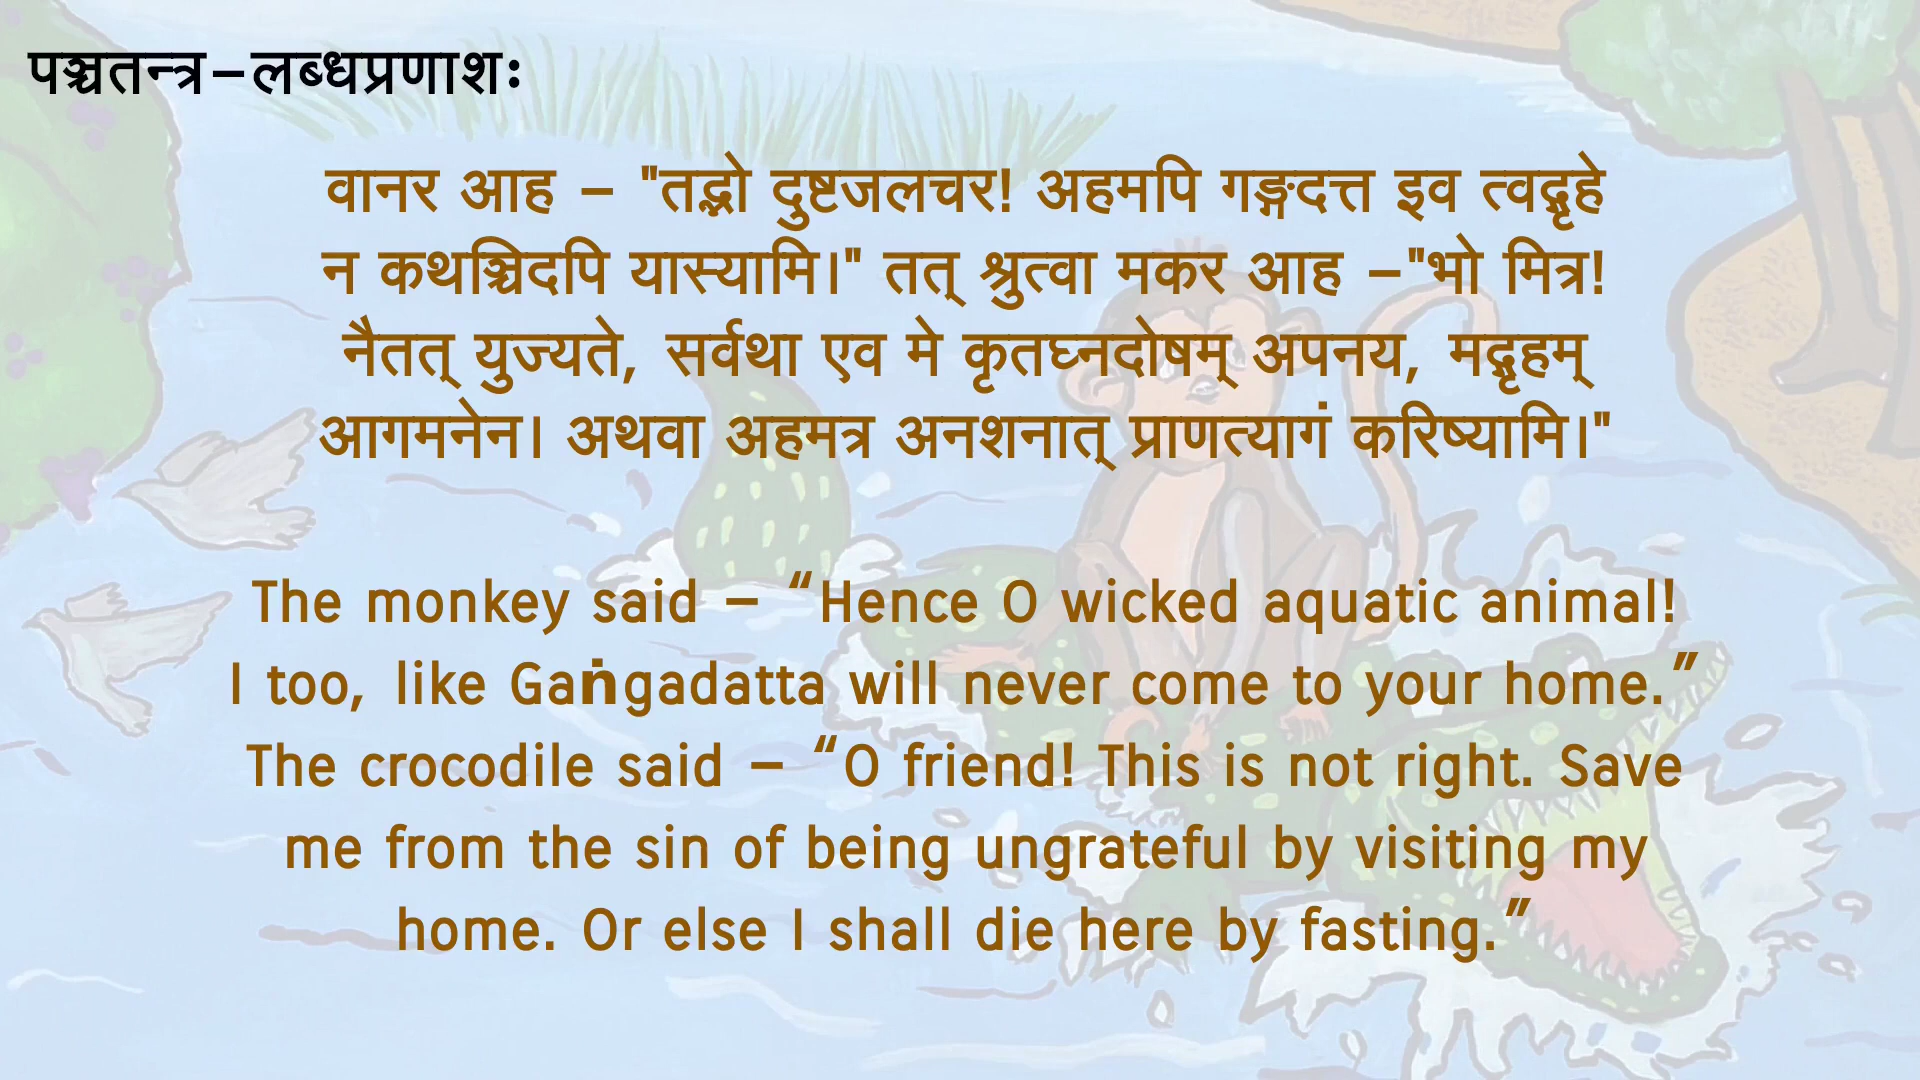 पञ्चतन्त्र–लब्धप्रणाशः
वानर आह – "तद्भो दुष्टजलचर! अहमपि गङ्गदत्त इव त्वद्गृहे
न कथञ्चिदपि यास्यामि।" तत् श्रुत्वा मकर आह –"भो मित्र!
नैतत् युज्यते, सर्वथा एव मे कृतघ्नदोषम् अपनय, मद्गृहम्
आगमनेन। अथवा अहमत्र अनशनात् प्राणत्यागं करिष्यामि।"
The monkey said – “Hence O wicked aquatic animal!
I too, like Gaṅgadatta will never come to your home.”
The crocodile said – “O friend! This is not right. Save
me from the sin of being ungrateful by visiting my
home. Or else I shall die here by fasting.”